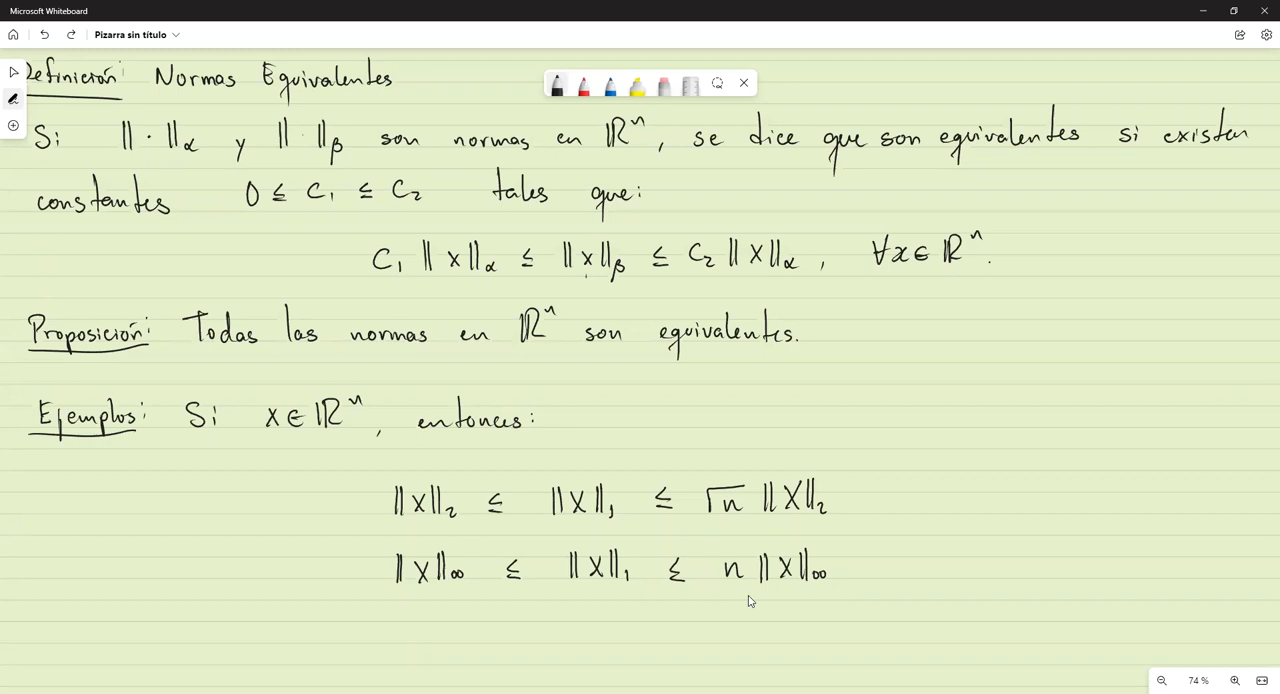 Microsoft Whiteboard
Pizarra sin título
Definición: Normas Equivalentes
Si ‖·‖α y ‖·‖β son normas en ℝⁿ, se dice que son equivalentes si existen
constantes 0 ≤ C₁ ≤ C₂ tales que:
C₁ ‖x‖α ≤ ‖x‖β ≤ C₂ ‖x‖α, ∀x ∈ ℝⁿ.
Proposición: Todas las normas en ℝⁿ son equivalentes.
Ejemplos: Si x ∈ ℝⁿ, entonces:
‖x‖₂ ≤ ‖x‖₁ ≤ √n ‖x‖₂
‖x‖∞ ≤ ‖x‖₁ ≤ n ‖x‖∞
74 %